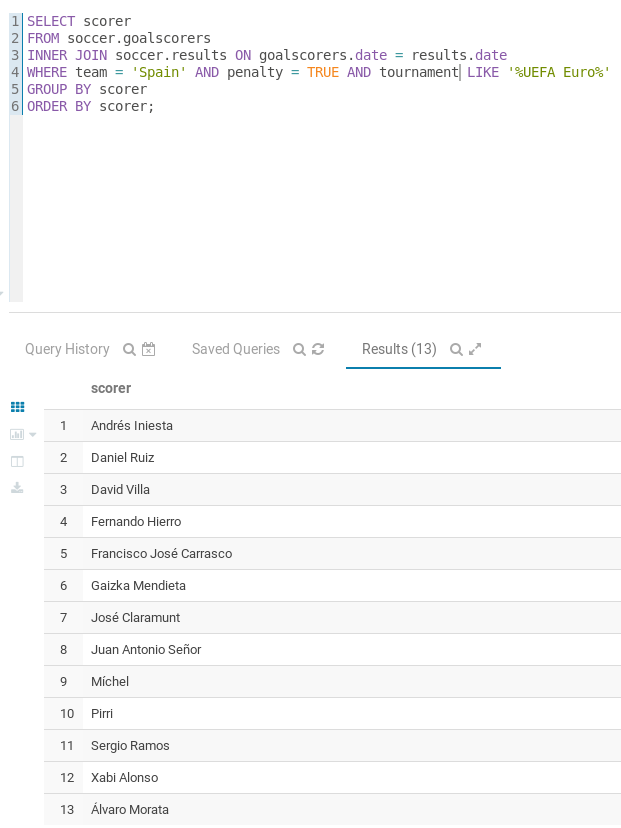 1 SELECT scorer
2 FROM soccer.goalscorers
3 INNER JOIN soccer.results ON goalscorers.date = results.date
4 WHERE team = 'Spain' AND penalty = TRUE AND tournament LIKE '%UEFA Euro%'
5 GROUP BY scorer
6 ORDER BY scorer;
Query History Saved Queries Results (13)
scorer
1 Andrés Iniesta
2 Daniel Ruiz
3 David Villa
4 Fernando Hierro
5 Francisco José Carrasco
6 Gaizka Mendieta
7 José Claramunt
8 Juan Antonio Señor
9 Míchel
10 Pirri
11 Sergio Ramos
12 Xabi Alonso
13 Álvaro Morata